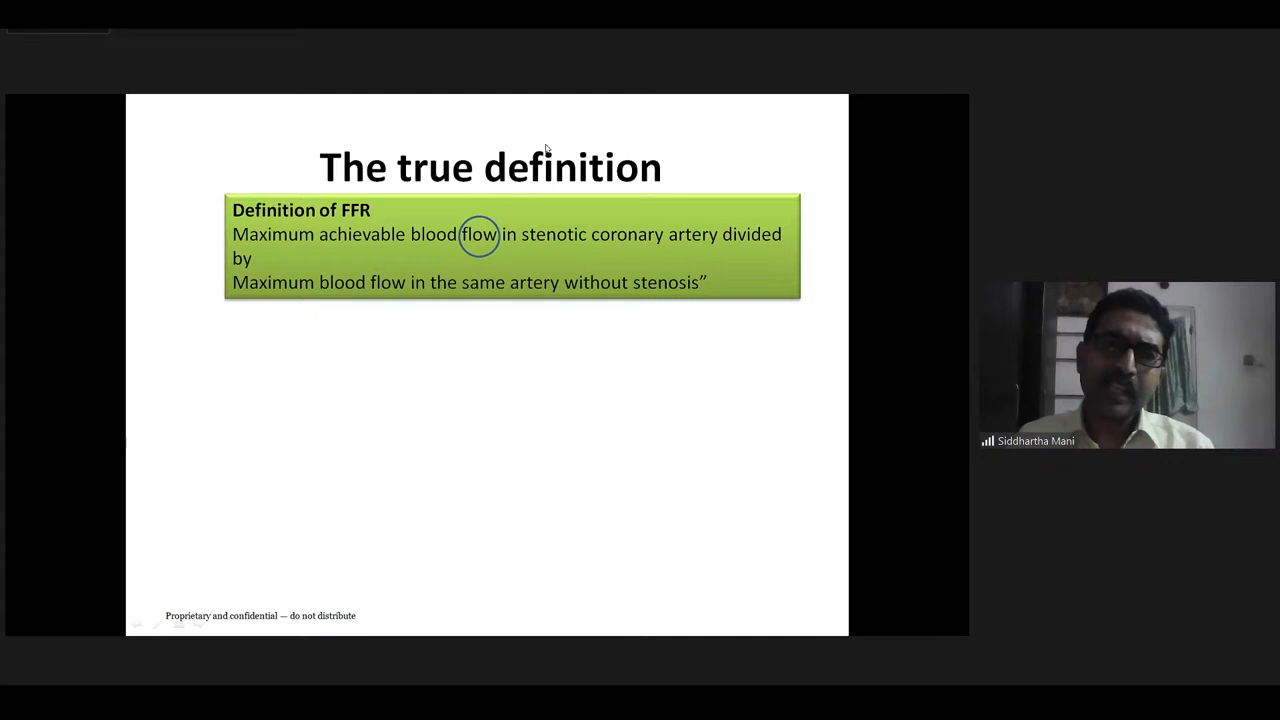 The true definition
Definition of FFR
Maximum achievable blood flow in stenotic coronary artery divided
by
Maximum blood flow in the same artery without stenosis”
Siddhartha Mani
Proprietary and confidential — do not distribute